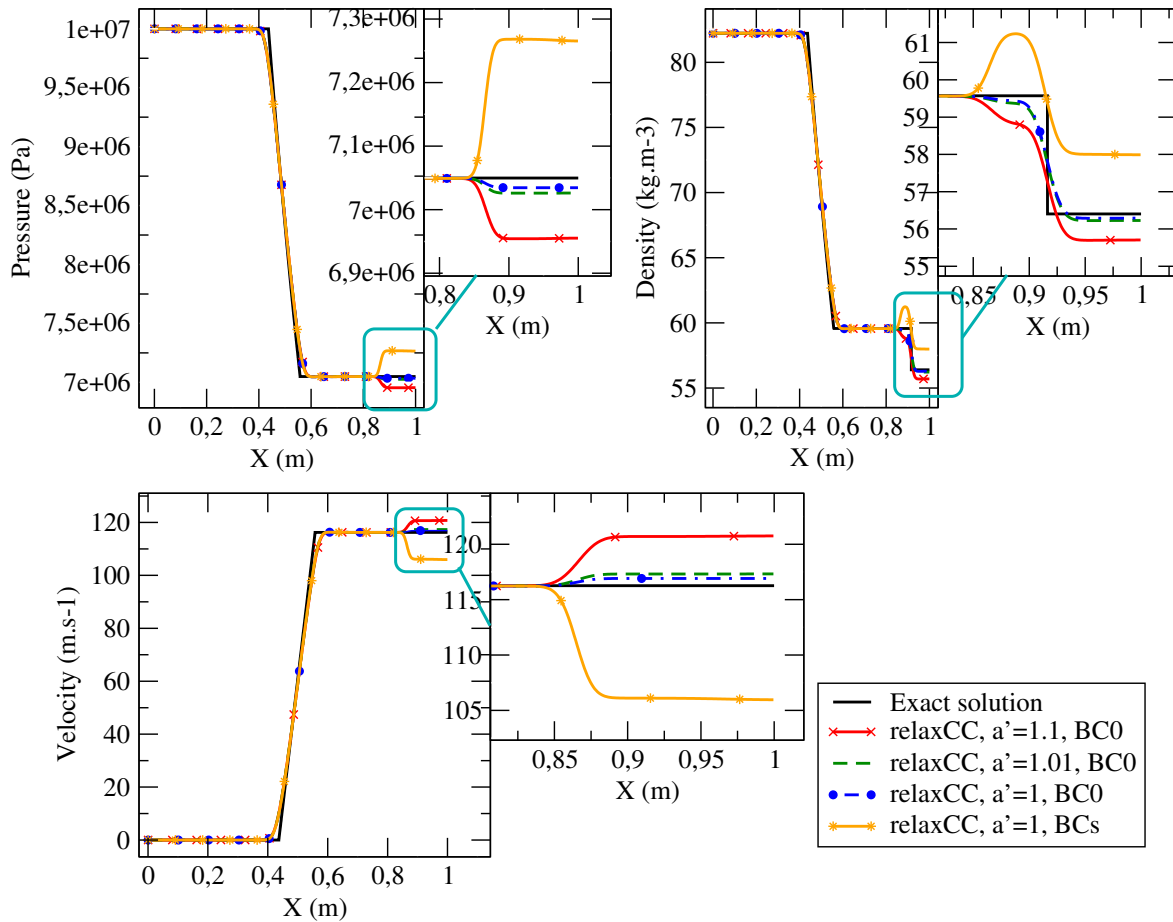 1e+07
9,5e+06
9e+06
8,5e+06
8e+06
7,5e+06
7e+06
Pressure (Pa)
0 0,2 0,4 0,6 0,8 1
X (m)
7,3e+06
7,2e+06
7,1e+06
7e+06
6,9e+06
0,8 0,9 1
X (m)
80
75
70
65
60
55
Density (kg.m-3)
0 0,2 0,4 0,6 0,8 1
X (m)
61
60
59
58
57
56
55
0,85 0,9 0,95 1
X (m)
120
100
80
60
40
20
0
Velocity (m.s-1)
0 0,2 0,4 0,6 0,8 1
X (m)
120
115
110
105
0,85 0,9 0,95 1
X (m)
Exact solution
relaxCC, a'=1.1, BC0
relaxCC, a'=1.01, BC0
relaxCC, a'=1, BC0
relaxCC, a'=1, BCs